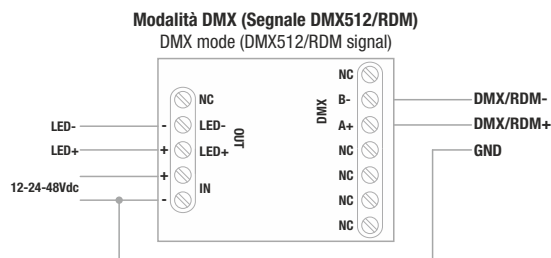 Modalità DMX (Segnale DMX512/RDM)
DMX mode (DMX512/RDM signal)
NC
NC
B-
DMX
DMX/RDM-
LED-
-
LED-
OUT
A+
DMX/RDM+
LED+
+
LED+
NC
GND
12-24-48Vdc
+
IN
-
NC
NC
NC